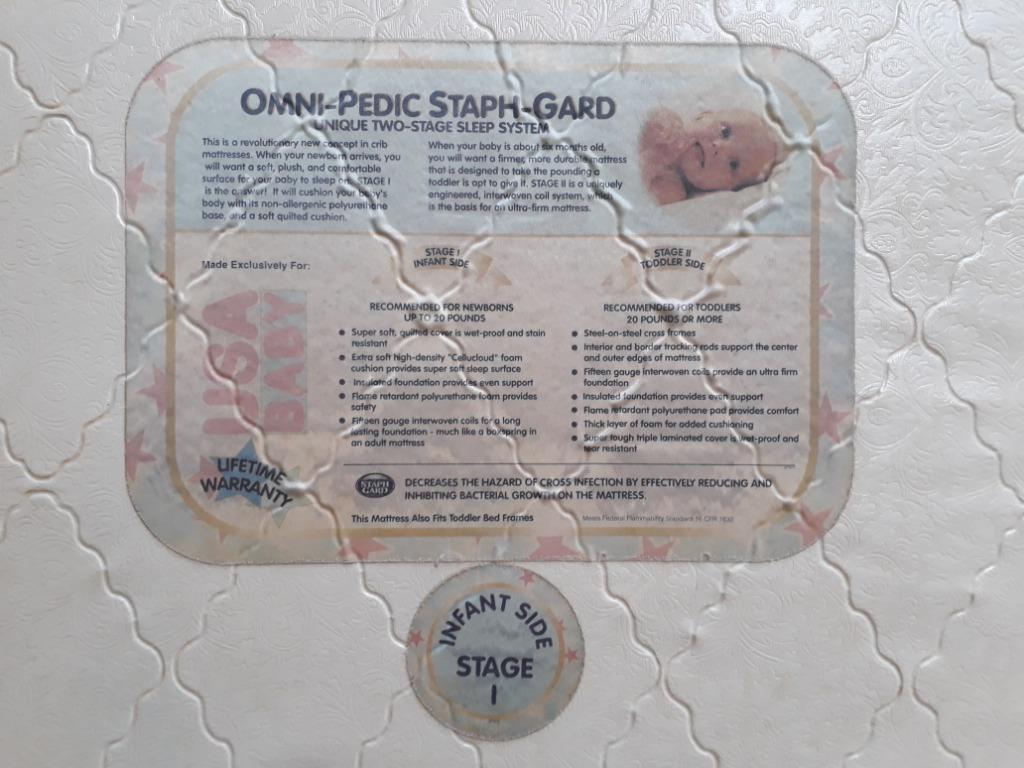 OMNI-PEDIC STAPH-GARD
UNIQUE TWO-STAGE SLEEP SYSTEM
This is a revolutionary new concept in crib
mattresses. When your newborn arrives, you
will want a soft, plush, and comfortable
surface for your baby to sleep on. STAGE I
is the answer! It will cushion your baby's
body with its non-allergenic polyurethane
base, and a soft quilted cushion.
When your baby is about six months old,
you will want a firmer, more durable mattress
that is designed to take the pounding a
toddler is apt to give it. STAGE II is a uniquely
engineered, interwoven coil system, which
is the basis for an ultra-firm mattress.
Made Exclusively For:
USA
BABY
LIFETIME
WARRANTY
STAGE I
INFANT SIDE
RECOMMENDED FOR NEWBORNS
UP TO 20 POUNDS
• Super soft, quilted cover is wet-proof and stain
resistant
• Extra soft high-density "Cellucloud" foam
cushion provides super soft sleep surface
• Insulated foundation provides even support
• Flame retardant polyurethane foam provides
safety
• Fifteen gauge interwoven coils for a long
lasting foundation - much like a boxspring in
an adult mattress
STAGE II
TODDLER SIDE
RECOMMENDED FOR TODDLERS
20 POUNDS OR MORE
• Steel-on-steel cross frames
• Interior and border tracking rods support the center
and outer edges of mattress
• Fifteen gauge interwoven coils provide an ultra firm
foundation
• Insulated foundation provides even support
• Flame retardant polyurethane pad provides comfort
• Thick layer of foam for added cushioning
• Super tough triple laminated cover is wet-proof and
tear resistant
STAPH
GARD
DECREASES THE HAZARD OF CROSS INFECTION BY EFFECTIVELY REDUCING AND
INHIBITING BACTERIAL GROWTH ON THE MATTRESS.
This Mattress Also Fits Toddler Bed Frames
Meets Federal Flammability Standard 16 CFR 1632
INFANT SIDE
STAGE
I